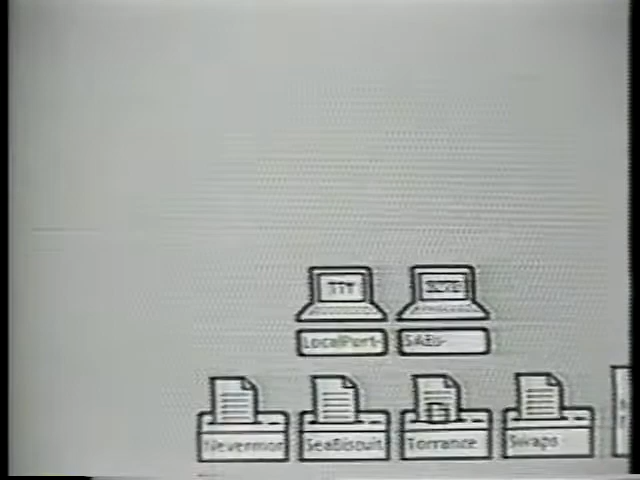 TTY
LocalPort-
Nevermor
SeaBiscuit
Torrance